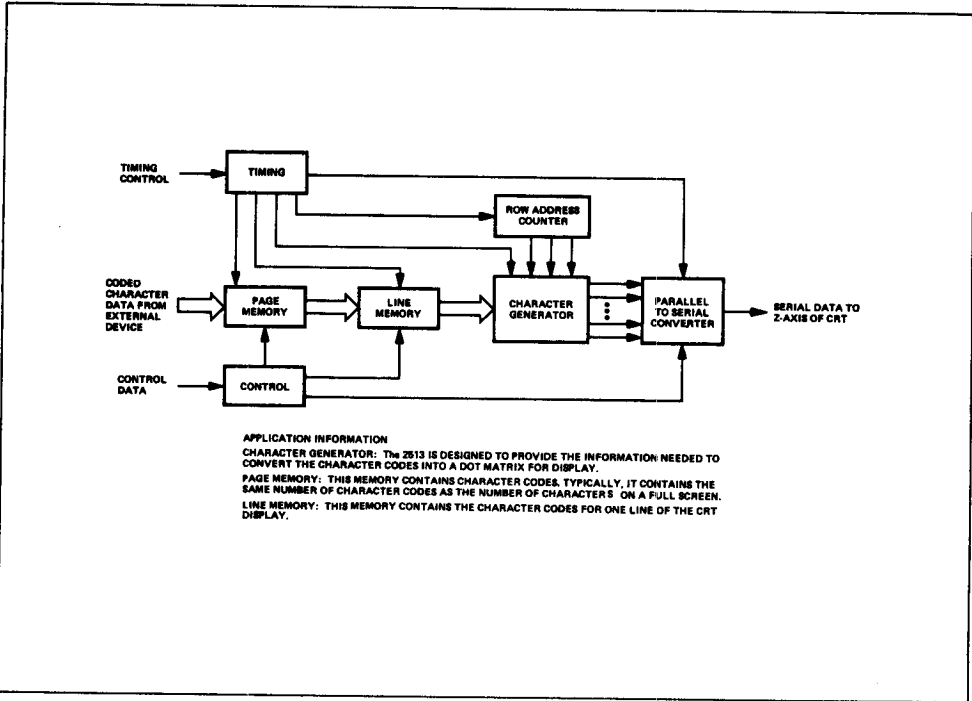 TIMING
CONTROL
TIMING
ROW ADDRESS
COUNTER
CODED
CHARACTER
DATA FROM
EXTERNAL
DEVICE
PAGE
MEMORY
LINE
MEMORY
CHARACTER
GENERATOR
PARALLEL
TO SERIAL
CONVERTER
SERIAL DATA TO
Z-AXIS OF CRT
CONTROL
DATA
CONTROL
APPLICATION INFORMATION
CHARACTER GENERATOR: The 2513 IS DESIGNED TO PROVIDE THE INFORMATION NEEDED TO
CONVERT THE CHARACTER CODES INTO A DOT MATRIX FOR DISPLAY.
PAGE MEMORY: THIS MEMORY CONTAINS CHARACTER CODES. TYPICALLY, IT CONTAINS THE
SAME NUMBER OF CHARACTER CODES AS THE NUMBER OF CHARACTERS ON A FULL SCREEN.
LINE MEMORY: THIS MEMORY CONTAINS THE CHARACTER CODES FOR ONE LINE OF THE CRT
DISPLAY.